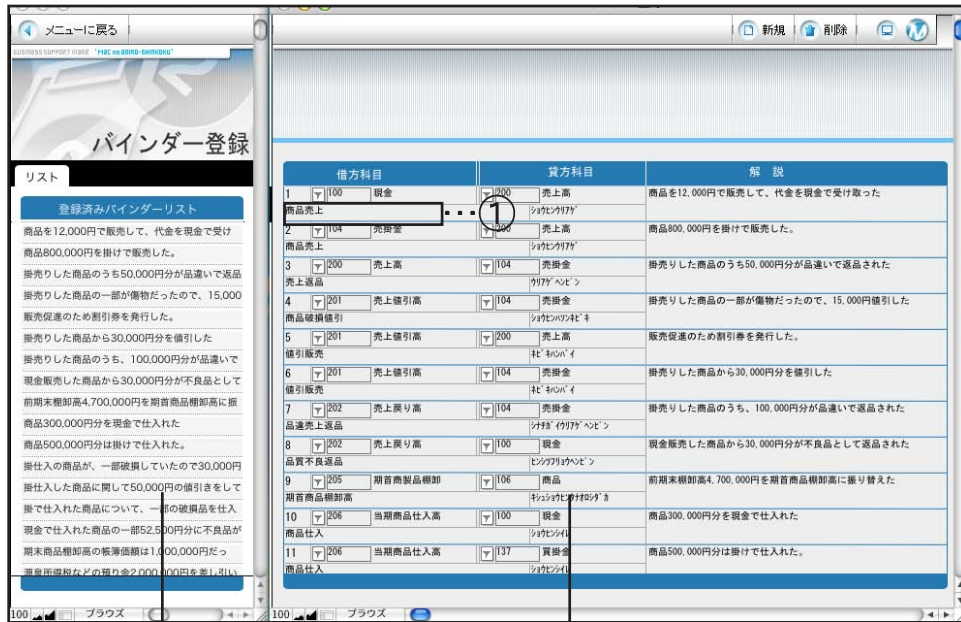 メニューに戻る
新規
削除
BUSINESS SUPPORT WARE "MAC no AOIRO-SHINKOKU"
バインダー登録
リスト
登録済みバインダーリスト
商品を12,000円で販売して、代金を現金で受け
商品800,000円を掛けで販売した。
掛売りした商品のうち50,000円分が品違いで返品
掛売りした商品の一部が傷物だったので、15,000
販売促進のため割引券を発行した。
掛売りした商品から30,000円分を値引した
掛売りした商品のうち、100,000円分が品違いで
現金販売した商品から30,000円分が不良品として
前期末棚卸高4,700,000円を期首商品棚卸高に振
商品300,000円分を現金で仕入れた
商品500,000円分は掛けで仕入れた。
掛仕入の商品が、一部破損していたので30,000円
掛仕入した商品に関して50,000円の値引きをして
掛で仕入れた商品について、一部の破損品を仕入
現金で仕入れた商品の一部52,500円分に不良品が
期末商品棚卸高の帳簿価額は1,000,000円だっ
源泉所得税などの預り金2,000,000円を差し引い
100 ブラウズ
借方科目 貸方科目 解 説
1 100 現金 200 売上高 商品を12,000円で販売して、代金を現金で受け取った
商品売上 ショウヒンウリアゲ
･･･①
2 104 売掛金 200 売上高 商品800,000円を掛けで販売した。
商品売上 ショウヒンウリアゲ
3 200 売上高 104 売掛金 掛売りした商品のうち50,000円分が品違いで返品された
売上返品 ウリアゲヘンピン
4 201 売上値引高 104 売掛金 掛売りした商品の一部が傷物だったので、15,000円値引した
商品破損値引 ショウヒンハソンネビキ
5 201 売上値引高 200 売上高 販売促進のため割引券を発行した。
値引販売 ネビキハンバイ
6 201 売上値引高 104 売掛金 掛売りした商品から30,000円分を値引した
値引販売 ネビキハンバイ
7 202 売上戻り高 104 売掛金 掛売りした商品のうち、100,000円分が品違いで返品された
品違売上返品 シナチガイウリアゲヘンピン
8 202 売上戻り高 100 現金 現金販売した商品から30,000円分が不良品として返品された
品質不良返品 ヒンシツフリョウヘンピン
9 205 期首商製品棚卸 106 商品 前期末棚卸高4,700,000円を期首商品棚卸高に振り替えた
期首商品棚卸高 キシュショウヒンタナオロシダカ
10 206 当期商品仕入高 100 現金 商品300,000円分を現金で仕入れた
商品仕入 ショウヒンシイレ
11 206 当期商品仕入高 137 買掛金 商品500,000円分は掛けで仕入れた。
商品仕入 ショウヒンシイレ
100 ブラウズ